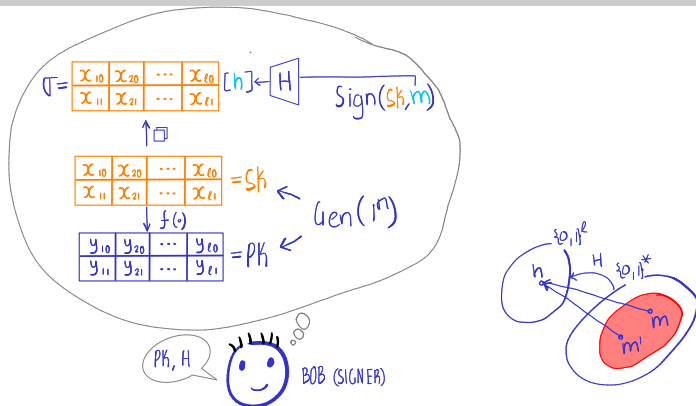 σ = x₁₀ x₂₀ ... xℓ₀ [h] ← H
x₁₁ x₂₁ ... xℓ₁
Sign(Sk,m)
x₁₀ x₂₀ ... xℓ₀
x₁₁ x₂₁ ... xℓ₁ = Sk
Gen(1ⁿ)
f(·)
y₁₀ y₂₀ ... yℓ₀
y₁₁ y₂₁ ... yℓ₁ = PK
PK, H
BOB (SIGNER)
{0,1}ℓ
H
{0,1}*
h
m
m'